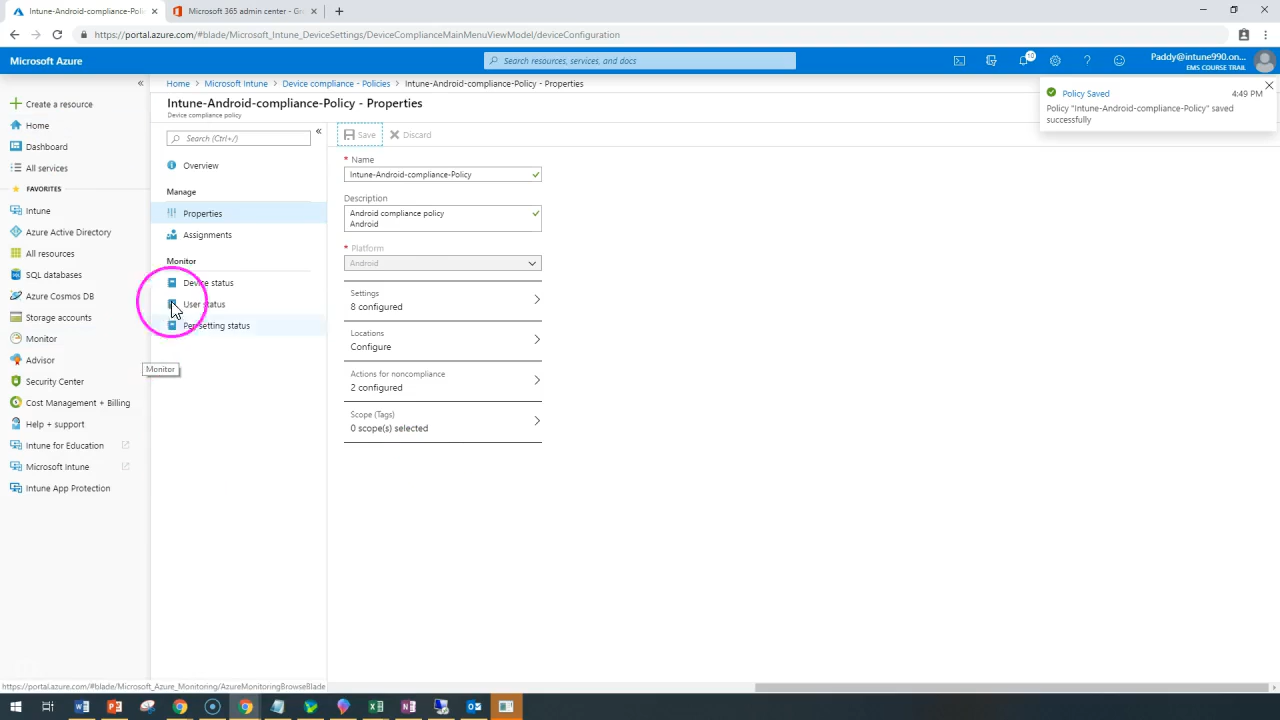 Intune-Android-compliance-Pol
Microsoft 365 admin center - Gr
https://portal.azure.com/#blade/Microsoft_Intune_DeviceSettings/DeviceComplianceMainMenuViewModel/deviceConfiguration
Microsoft Azure
Search resources, services, and docs
10
Paddy@intune990.on...
EMS COURSE TRAIL
Create a resource
Home
Dashboard
All services
FAVORITES
Intune
Azure Active Directory
All resources
SQL databases
Azure Cosmos DB
Storage accounts
Monitor
Advisor
Security Center
Cost Management + Billing
Help + support
Intune for Education
Microsoft Intune
Intune App Protection
Home > Microsoft Intune > Device compliance - Policies > Intune-Android-compliance-Policy - Properties
Intune-Android-compliance-Policy - Properties
Device compliance policy
Search (Ctrl+/)
Overview
Manage
Properties
Assignments
Monitor
Device status
User status
Per-setting status
Monitor
Save
Discard
* Name
Intune-Android-compliance-Policy
Description
Android compliance policy
Android
* Platform
Android
Settings
8 configured
Locations
Configure
Actions for noncompliance
2 configured
Scope (Tags)
0 scope(s) selected
Policy Saved
4:49 PM
Policy "Intune-Android-compliance-Policy" saved
successfully
https://portal.azure.com/#blade/Microsoft_Azure_Monitoring/AzureMonitoringBrowseBlade